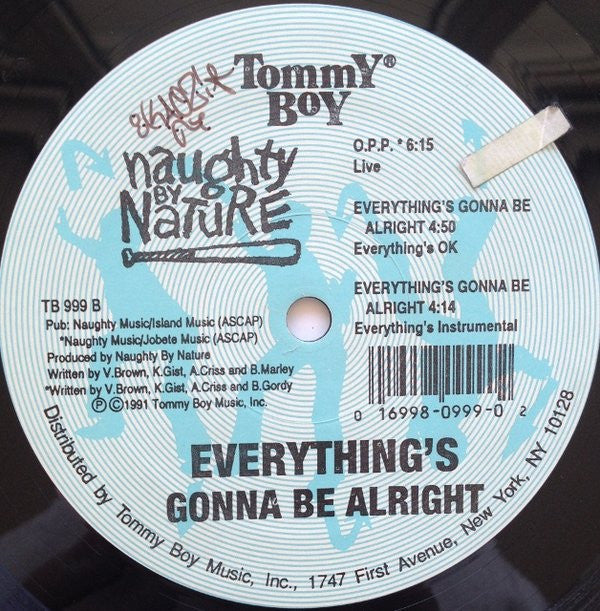 TommY®
BoY
naughty
BY
NATURE
O.P.P. * 6:15
Live
EVERYTHING'S GONNA BE
ALRIGHT 4:50
Everything's OK
EVERYTHING'S GONNA BE
ALRIGHT 4:14
Everything's Instrumental
TB 999 B
Pub: Naughty Music/Island Music (ASCAP)
*Naughty Music/Jobete Music (ASCAP)
Produced by Naughty By Nature
Written by V.Brown, K.Gist, A.Criss and B.Marley
*Written by V.Brown, K.Gist, A.Criss and B.Gordy
Ⓟ©1991 Tommy Boy Music, Inc.
0 16998-0999-0 2
EVERYTHING'S
GONNA BE ALRIGHT
Distributed by Tommy Boy Music, Inc., 1747 First Avenue, New York, NY 10128